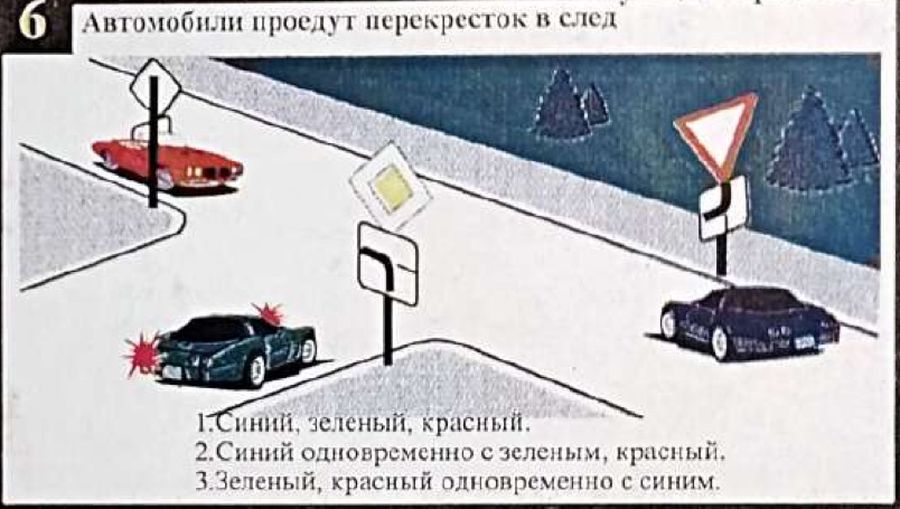 6
Автомобили проедут перекресток в след
1.Синий, зеленый, красный.
2.Синий одновременно с зеленым, красный.
3.Зеленый, красный одновременно с синим.